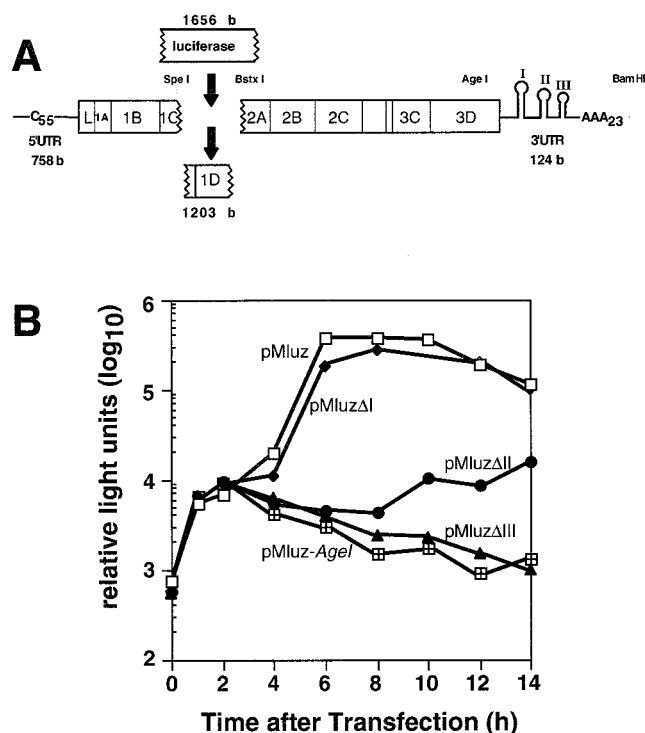 A
1656 b
luciferase
Spe I
Bstx I
Age I
I
II
III
BamHI
C55
L
1A
1B
1C
2A
2B
2C
3C
3D
AAA23
5'UTR
758 b
3'UTR
124 b
1D
1203 b
B
relative light units (log10)
6
5
4
3
2
pMluz
pMluzΔI
pMluzΔII
pMluzΔIII
pMluz-AgeI
0 2 4 6 8 10 12 14
Time after Transfection (h)